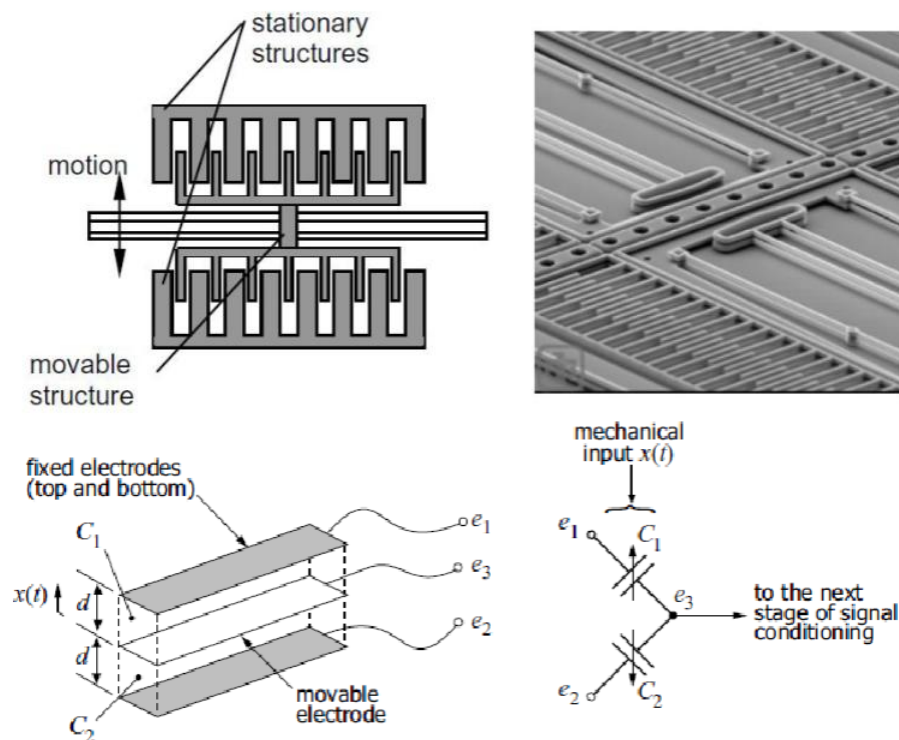 stationary
structures
motion
movable
structure
fixed electrodes
(top and bottom)
C1
x(t)
d
d
C2
e1
e3
e2
movable
electrode
mechanical
input x(t)
e1
C1
e3
to the next
stage of signal
conditioning
e2
C2